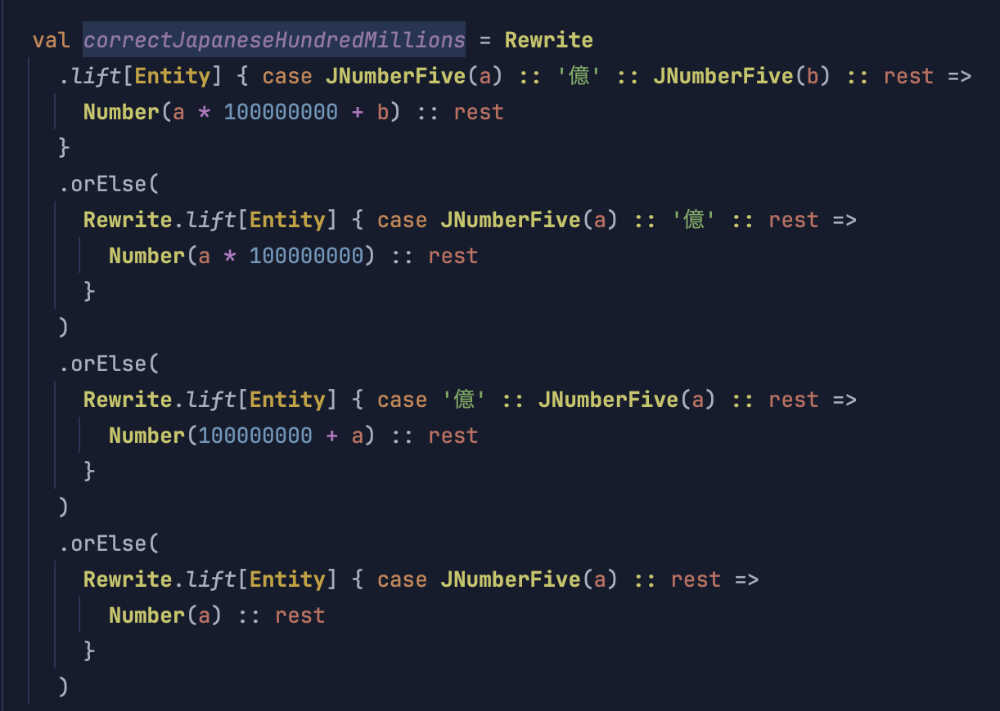 val correctJapaneseHundredMillions = Rewrite
  .lift[Entity] { case JNumberFive(a) :: '億' :: JNumberFive(b) :: rest =>
    Number(a * 100000000 + b) :: rest
  }
  .orElse(
    Rewrite.lift[Entity] { case JNumberFive(a) :: '億' :: rest =>
      Number(a * 100000000) :: rest
    }
  )
  .orElse(
    Rewrite.lift[Entity] { case '億' :: JNumberFive(a) :: rest =>
      Number(100000000 + a) :: rest
    }
  )
  .orElse(
    Rewrite.lift[Entity] { case JNumberFive(a) :: rest =>
      Number(a) :: rest
    }
  )